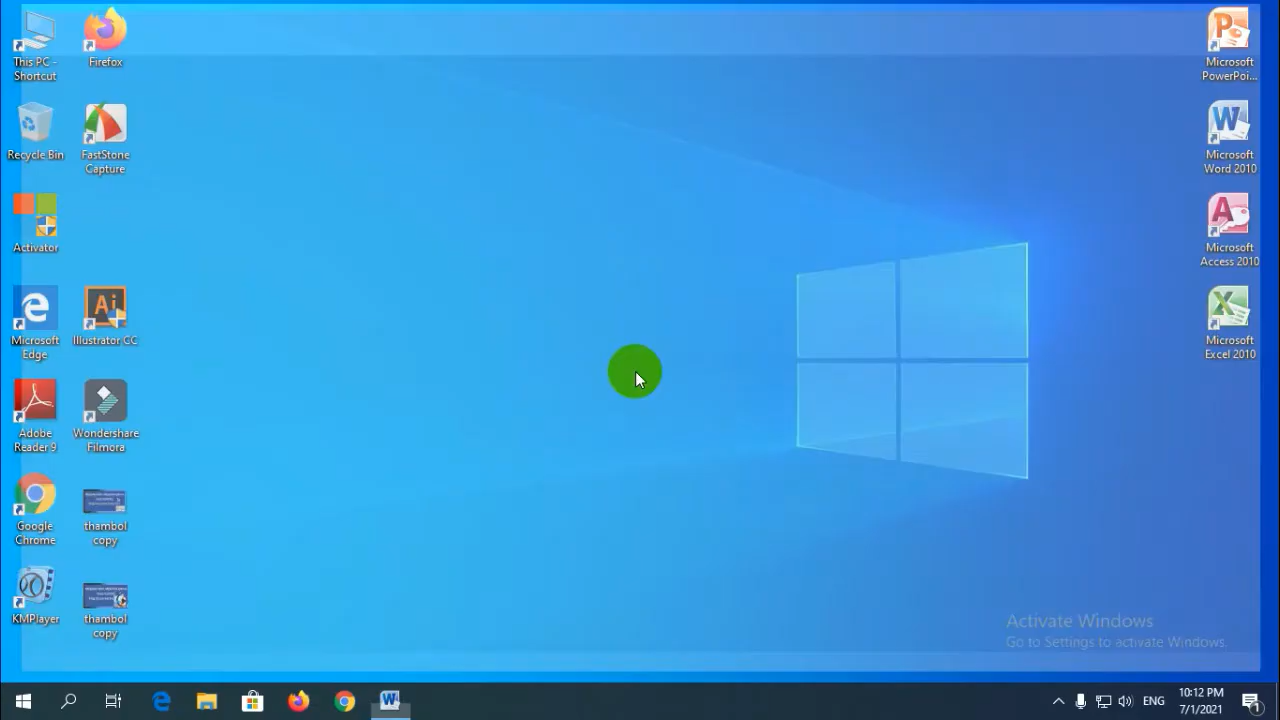 This PC -
Shortcut
Firefox
Recycle Bin
FastStone
Capture
Activator
Microsoft
Edge
Illustrator CC
Adobe
Reader 9
Wondershare
Filmora
Google
Chrome
thambol
copy
KMPlayer
thambol
copy
Microsoft
PowerPoi...
Microsoft
Word 2010
Microsoft
Access 2010
Microsoft
Excel 2010
Activate Windows
Go to Settings to activate Windows.
ENG
10:12 PM
7/1/2021
1